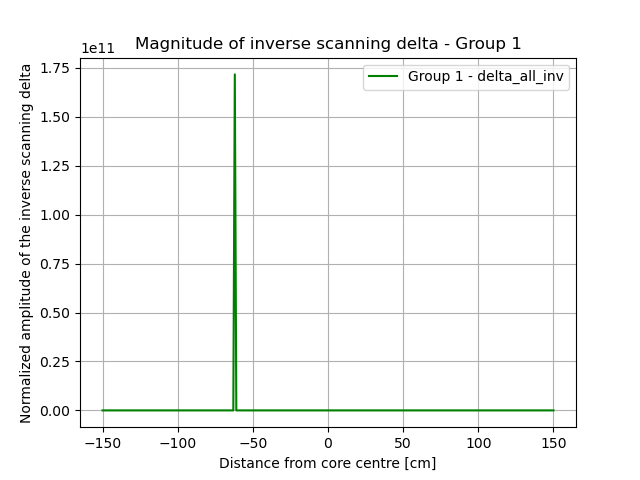 Magnitude of inverse scanning delta - Group 1
1e11
Group 1 - delta_all_inv
Normalized amplitude of the inverse scanning delta
1.75
1.50
1.25
1.00
0.75
0.50
0.25
0.00
−150 −100 −50 0 50 100 150
Distance from core centre [cm]